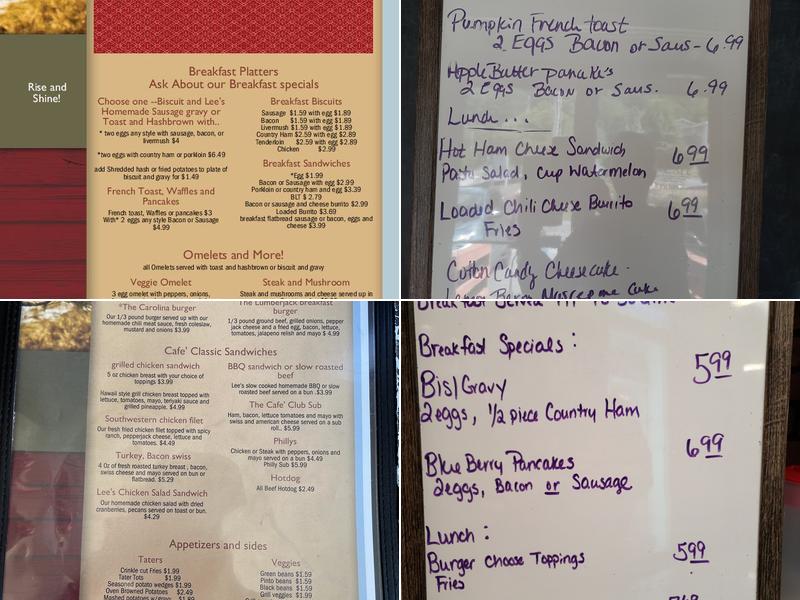 Rise and
Shine!
Breakfast Platters
Ask About our Breakfast specials
Choose one --Biscuit and Lee's
Homemade Sausage gravy or
Toast and Hashbrown with..
* two eggs any style with sausage, bacon, or
livermush $4
*two eggs with country ham or porkloin $6.49
add Shredded hash or fried potatoes to plate of
biscuit and gravy for $1.49
French Toast, Waffles and
Pancakes
French toast, Waffles or pancakes $3
With* 2 eggs any style Bacon or Sausage
$4.99
Breakfast Biscuits
Sausage $1.59 with egg $1.89
Bacon $1.59 with egg $1.89
Livermush $1.59 with egg $1.89
Country Ham $2.59 with egg $2.89
Tenderloin $2.59 with egg $2.89
Chicken $2.99
Breakfast Sandwiches
*Egg $1.99
Bacon or Sausage with egg $2.99
Porkloin or country ham and egg $3.39
BLT $ 2.79
Bacon or sausage and cheese burrito $2.99
Loaded Burrito $3.69
breakfast flatbread sausage or bacon, eggs and
cheese $3.99
Omelets and More!
all Omelets served with toast and hashbrown or biscuit and gravy
Veggie Omelet
3 egg omelet with peppers, onions,
Steak and Mushroom
Steak and mushrooms and cheese served up in
Pumpkin French toast
2 Eggs Bacon or Saus - 6.99
Apple Butter pancake's
2 Eggs Bacon or Saus. 6.99
Lunch...
Hot Ham Cheese Sandwich 6 99
Pasta Salad, Cup Watermelon
Loaded Chili Cheese Burrito 6 99
Fries
Cotton Candy Cheesecake.
The Carolina burger
Our 1/3 pound burger served up with our
homemade chili meat sauce, fresh coleslaw,
mustard and onions $3.99
The Lumberjack breakfast
burger
1/3 pound ground beef, grilled onions, pepper
jack cheese and a fried egg, bacon, lettuce,
tomatoes, jalapeno relish and mayo $ 4.99
Cafe' Classic Sandwiches
grilled chicken sandwich
5 oz chicken breast with your choice of
toppings $3.99
Hawaii style grill chicken breast topped with
lettuce, tomatoes, mayo, teriyaki sauce and
grilled pineapple. $4.99
Southwestern chicken filet
Our fresh fried chicken filet topped with spicy
ranch, pepperjack cheese, lettuce and
tomatoes.
$4.49
Turkey, Bacon swiss
4 Oz of fresh roasted turkey breast , bacon,
swiss cheese and mayo served on bun or
flatbread. $5.29
Lee's Chicken Salad Sandwich
Our homemade chicken salad with dried
cranberries, pecans served on toast or bun.
$4.29
BBQ sandwich or slow roasted
beef
Lee's slow cooked homemade BBQ or slow
roasted beef served on a bun .$3.99
The Cafe' Club Sub
Ham, bacon, lettuce tomatoes and mayo with
swiss and american cheese served on a sub
roll.. $5.99
Phillys
Chicken or Steak with peppers, onions and
mayo served on a bun $4.49
Philly Sub $5.99
Hotdog
All Beef Hotdog $2.49
Appetizers and sides
Taters
Crinkle cut Fries $1.99
Tater Tots $1.99
Seasoned potato wedges $1.99
Oven Browned Potatoes $2.49
Veggies
Green beans $1.59
Pinto beans $1.59
Black beans $1.59
Grill veggies $1.99
Breakfast Specials :
5 99
Bis/Gravy
2eggs, 1/2 piece Country Ham
6 99
Blue Berry Pancakes
2eggs, Bacon or Sausage
Lunch :
Burger Choose Toppings 5 99
Fries